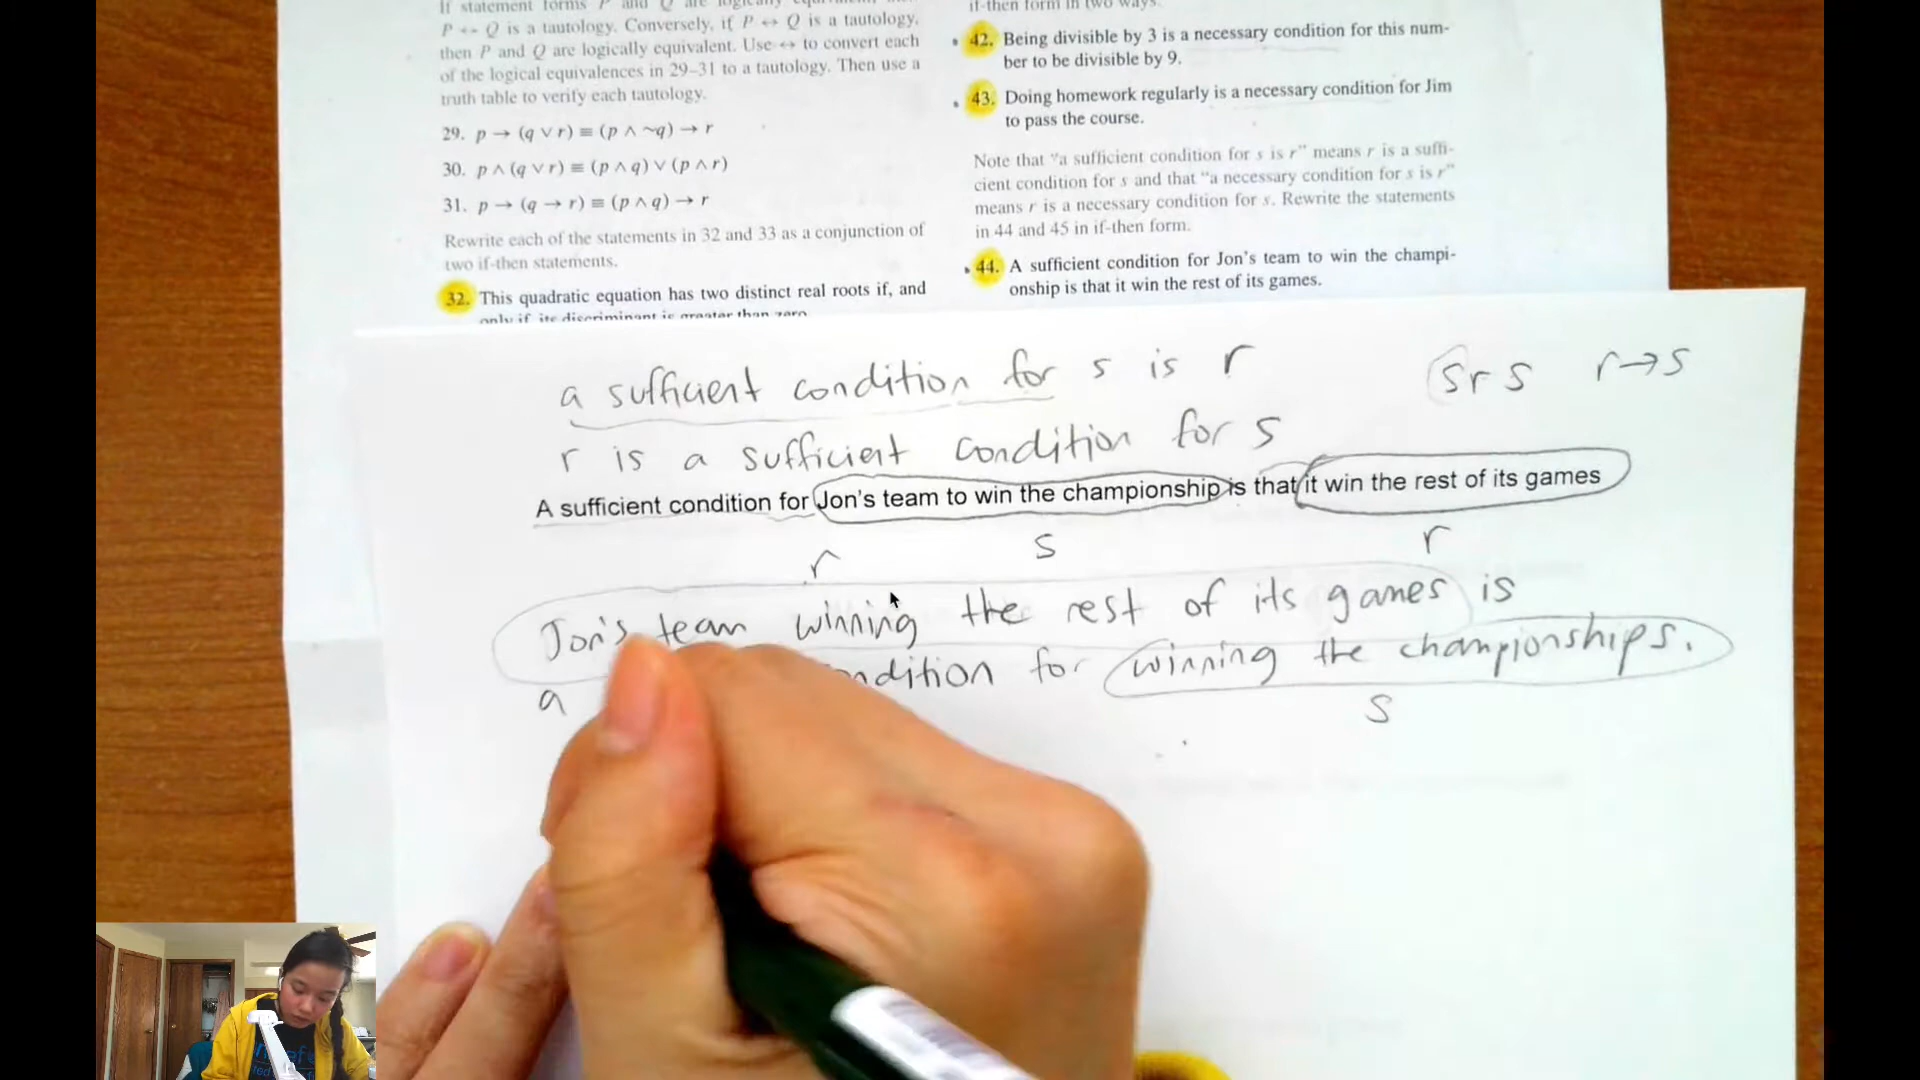 If statement forms P and Q are logically
P ↔ Q is a tautology. Conversely, if P ↔ Q is a tautology,
then P and Q are logically equivalent. Use ↔ to convert each
of the logical equivalences in 29–31 to a tautology. Then use a
truth table to verify each tautology.
29. p → (q ∨ r) ≡ (p ∧ ~q) → r
30. p ∧ (q ∨ r) ≡ (p ∧ q) ∨ (p ∧ r)
31. p → (q → r) ≡ (p ∧ q) → r
Rewrite each of the statements in 32 and 33 as a conjunction of
two if-then statements.
32. This quadratic equation has two distinct real roots if, and
only if, its discriminant is greater than zero
if-then form in two ways.
42. Being divisible by 3 is a necessary condition for this num-
ber to be divisible by 9.
43. Doing homework regularly is a necessary condition for Jim
to pass the course.
Note that "a sufficient condition for s is r" means r is a suffi-
cient condition for s and that "a necessary condition for s is r"
means r is a necessary condition for s. Rewrite the statements
in 44 and 45 in if-then form.
44. A sufficient condition for Jon's team to win the champi-
onship is that it win the rest of its games.
a sufficient condition for s is r
Srs r→s
r is a sufficient condition for s
A sufficient condition for Jon's team to win the championship is that it win the rest of its games
r s r
Jon's team winning the rest of its games is
a ndition for winning the championships.
s